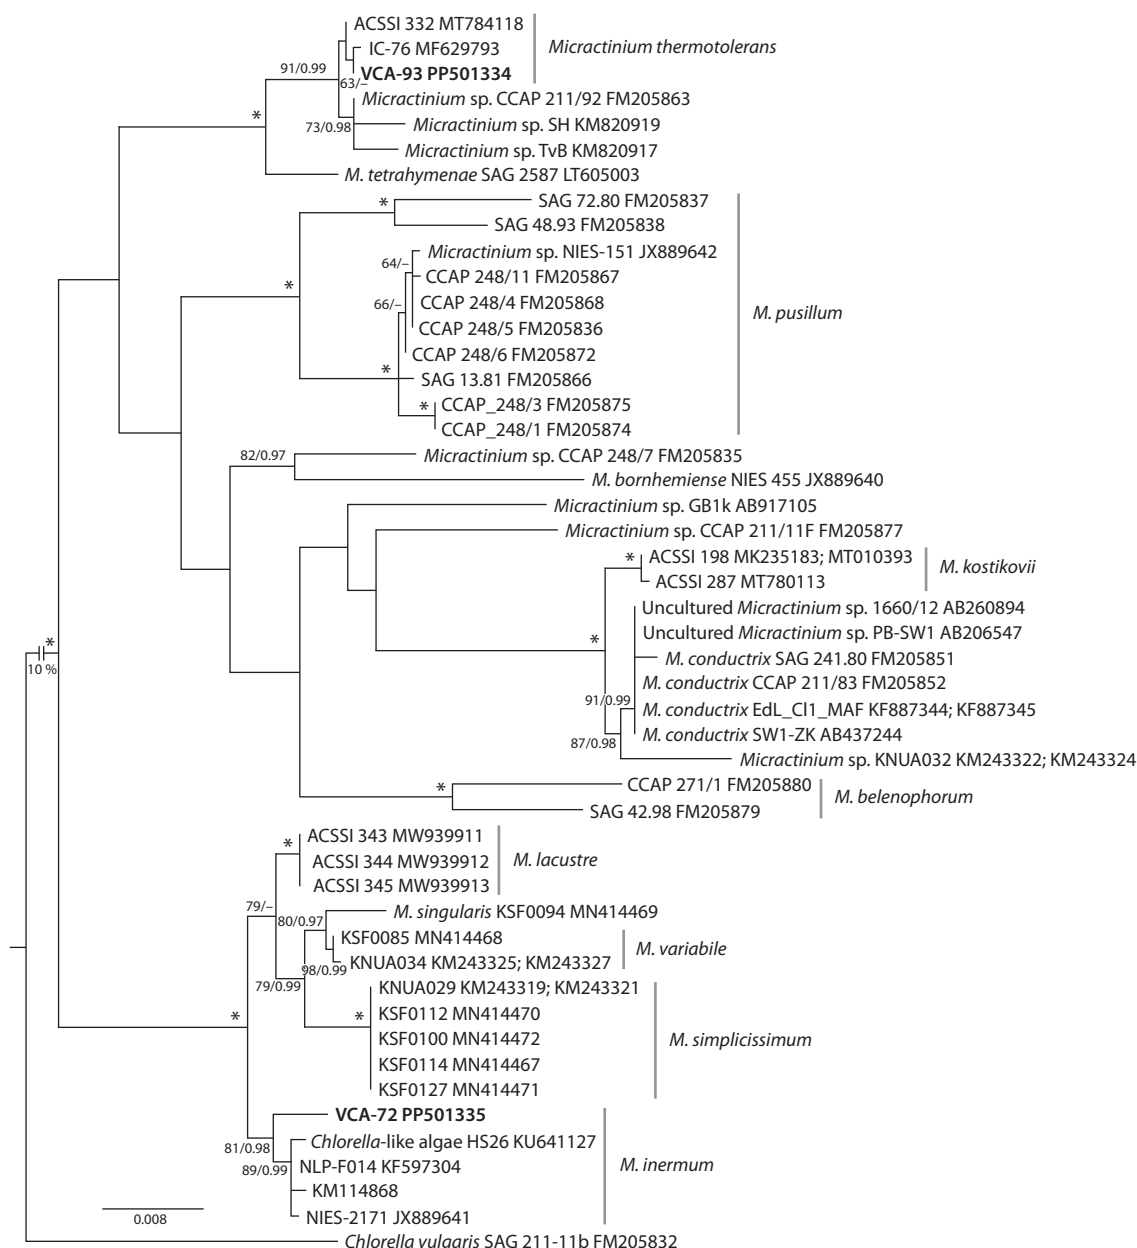 ACSSI 332 MT784118
IC-76 MF629793
Micractinium thermotolerans
91/0.99
VCA-93 PP501334
63/–
Micractinium sp. CCAP 211/92 FM205863
*
Micractinium sp. SH KM820919
73/0.98
Micractinium sp. TvB KM820917
M. tetrahymenae SAG 2587 LT605003
*
SAG 72.80 FM205837
SAG 48.93 FM205838
Micractinium sp. NIES-151 JX889642
64/–
CCAP 248/11 FM205867
*
66/–
CCAP 248/4 FM205868
M. pusillum
CCAP 248/5 FM205836
CCAP 248/6 FM205872
*
SAG 13.81 FM205866
*
CCAP_248/3 FM205875
CCAP_248/1 FM205874
82/0.97
Micractinium sp. CCAP 248/7 FM205835
M. bornhemiense NIES 455 JX889640
Micractinium sp. GB1k AB917105
Micractinium sp. CCAP 211/11F FM205877
*
ACSSI 198 MK235183; MT010393
M. kostikovii
ACSSI 287 MT780113
Uncultured Micractinium sp. 1660/12 AB260894
Uncultured Micractinium sp. PB-SW1 AB206547
*
*
10 %
M. conductrix SAG 241.80 FM205851
M. conductrix CCAP 211/83 FM205852
91/0.99
M. conductrix EdL_Cl1_MAF KF887344; KF887345
M. conductrix SW1-ZK AB437244
87/0.98
Micractinium sp. KNUA032 KM243322; KM243324
*
CCAP 271/1 FM205880
M. belenophorum
SAG 42.98 FM205879
*
ACSSI 343 MW939911
ACSSI 344 MW939912
M. lacustre
ACSSI 345 MW939913
79/–
80/0.97
M. singularis KSF0094 MN414469
KSF0085 MN414468
M. variabile
98/0.99
KNUA034 KM243325; KM243327
79/0.99
KNUA029 KM243319; KM243321
*
*
KSF0112 MN414470
KSF0100 MN414472
M. simplicissimum
KSF0114 MN414467
KSF0127 MN414471
VCA-72 PP501335
81/0.98
Chlorella-like algae HS26 KU641127
89/0.99
NLP-F014 KF597304
M. inermum
KM114868
NIES-2171 JX889641
0.008
Chlorella vulgaris SAG 211-11b FM205832